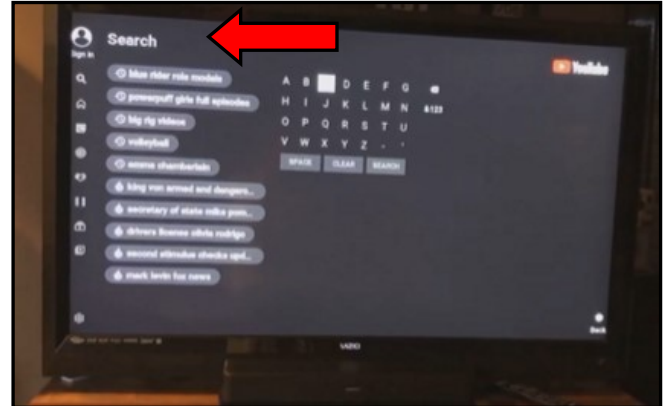 Search
Sign in
YouTube
blue rider role models
powerpuff girls full episodes
big rig videos
volleyball
emma chamberlain
king von armed and dangers...
secretary of state mike pom...
drivers license olivia rodrigo
second stimulus checks upd...
mark levin fox news
A B D E F G
H I J K L M N &123
O P Q R S T U
V W X Y Z - '
SPACE CLEAR SEARCH
Back
VIZIO